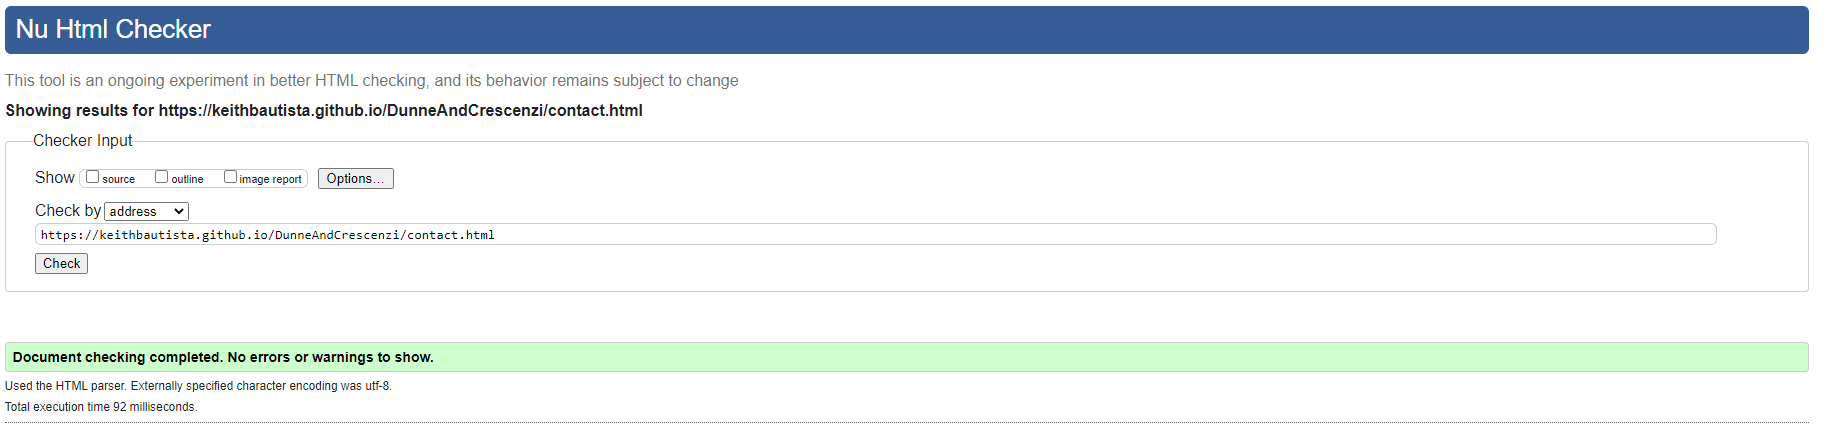 Nu Html Checker
This tool is an ongoing experiment in better HTML checking, and its behavior remains subject to change
Showing results for https://keithbautista.github.io/DunneAndCrescenzi/contact.html
Checker Input
Show source outline image report Options...
Check by address
https://keithbautista.github.io/DunneAndCrescenzi/contact.html
Check
Document checking completed. No errors or warnings to show.
Used the HTML parser. Externally specified character encoding was utf-8.
Total execution time 92 milliseconds.